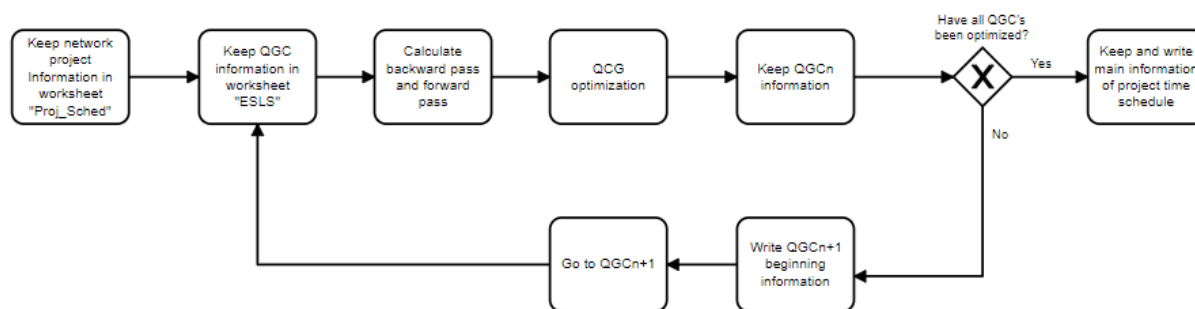 Keep network
project
Information in
worksheet
"Proj_Sched"
Keep QGC
information in
worksheet
"ESLS"
Calculate
backward pass
and forward
pass
QCG
optimization
Keep QGCn
information
Have all QGC's
been optimized?
X
Yes
No
Keep and write
main information
of project time
schedule
Write QGCn+1
beginning
information
Go to QGCn+1